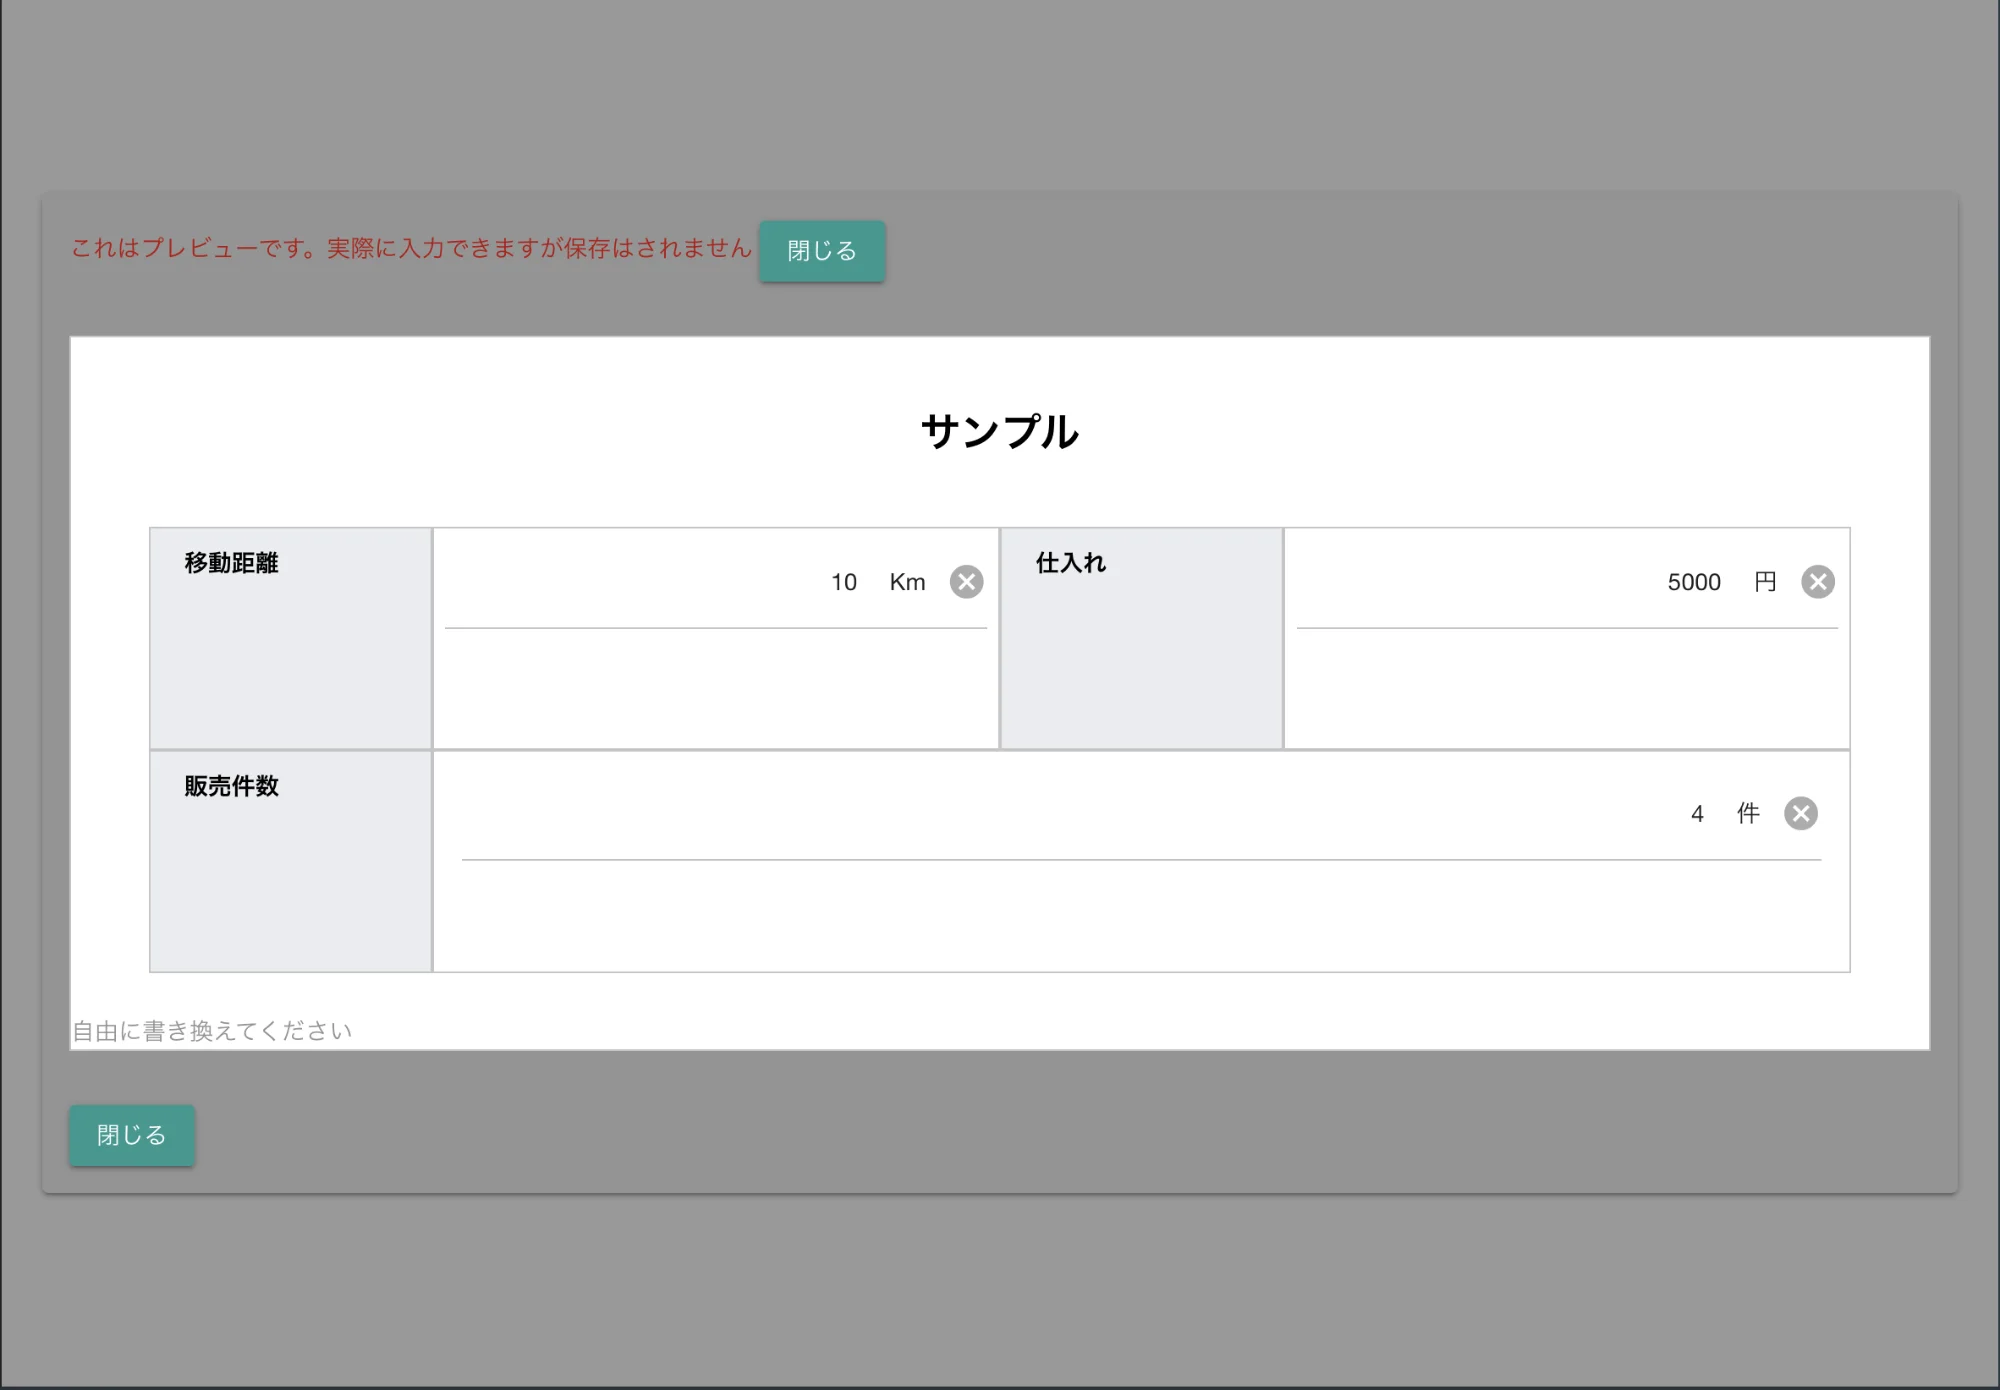 これはプレビューです。実際に入力できますが保存はされません 閉じる
サンプル
移動距離 10 Km 仕入れ 5000 円
販売件数 4 件
自由に書き換えてください
閉じる